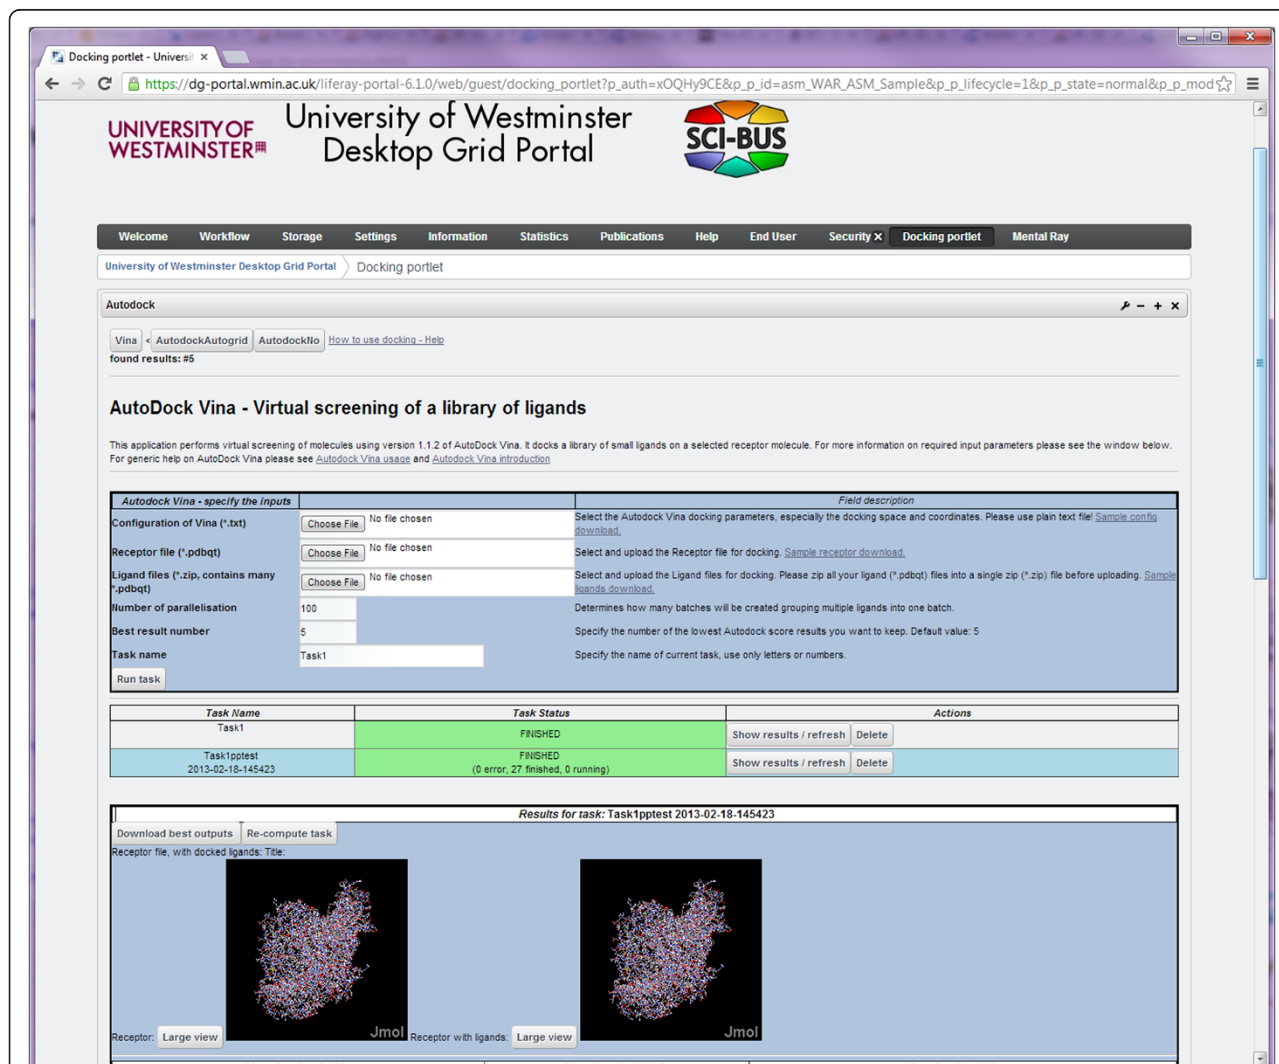 Docking portlet - Universi
https://dg-portal.wmin.ac.uk/liferay-portal-6.1.0/web/guest/docking_portlet?p_auth=xOQHy9CE&p_p_id=asm_WAR_ASM_Sample&p_p_lifecycle=1&p_p_state=normal&p_p_mod
UNIVERSITY OF
WESTMINSTER
University of Westminster
Desktop Grid Portal
SCI-BUS
Welcome Workflow Storage Settings Information Statistics Publications Help End User Security Docking portlet Mental Ray
University of Westminster Desktop Grid Portal Docking portlet
Autodock
Vina < AutodockAutogrid AutodockNo How to use docking - Help
found results: #5
AutoDock Vina - Virtual screening of a library of ligands
This application performs virtual screening of molecules using version 1.1.2 of AutoDock Vina. It docks a library of small ligands on a selected receptor molecule. For more information on required input parameters please see the window below.
For generic help on AutoDock Vina please see Autodock Vina usage and Autodock Vina introduction
Autodock Vina - specify the inputs Field description
Configuration of Vina (*.txt) Choose File No file chosen Select the Autodock Vina docking parameters, especially the docking space and coordinates. Please use plain text file! Sample config
download.
Receptor file (*.pdbqt) Choose File No file chosen Select and upload the Receptor file for docking. Sample receptor download.
Ligand files (*.zip, contains many Choose File No file chosen Select and upload the Ligand files for docking. Please zip all your ligand (*.pdbqt) files into a single zip (*.zip) file before uploading. Sample
*.pdbqt) ligands download.
Number of parallelisation 100 Determines how many batches will be created grouping multiple ligands into one batch.
Best result number 5 Specify the number of the lowest Autodock score results you want to keep. Default value: 5
Task name Task1 Specify the name of current task, use only letters or numbers.
Run task
Task Name Task Status Actions
Task1 FINISHED Show results / refresh Delete
Task1pptest FINISHED Show results / refresh Delete
2013-02-18-145423 (0 error, 27 finished, 0 running)
Results for task: Task1pptest 2013-02-18-145423
Download best outputs Re-compute task
Receptor file, with docked ligands: Title:
Jmol Jmol
Receptor: Large view Receptor with ligands: Large view